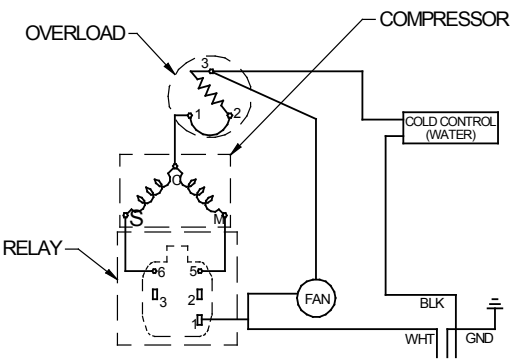 COMPRESSOR
OVERLOAD
3
1
2
COLD CONTROL
(WATER)
C
S
M
RELAY
6
5
3
2
1
FAN
BLK
WHT
GND